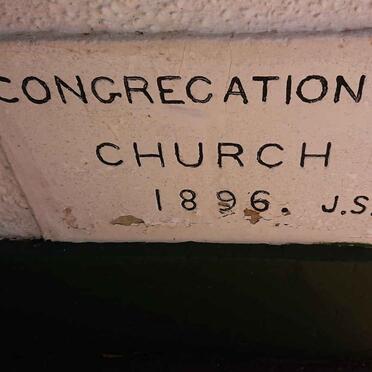 CONGREGATION
CHURCH
1896. J.S.